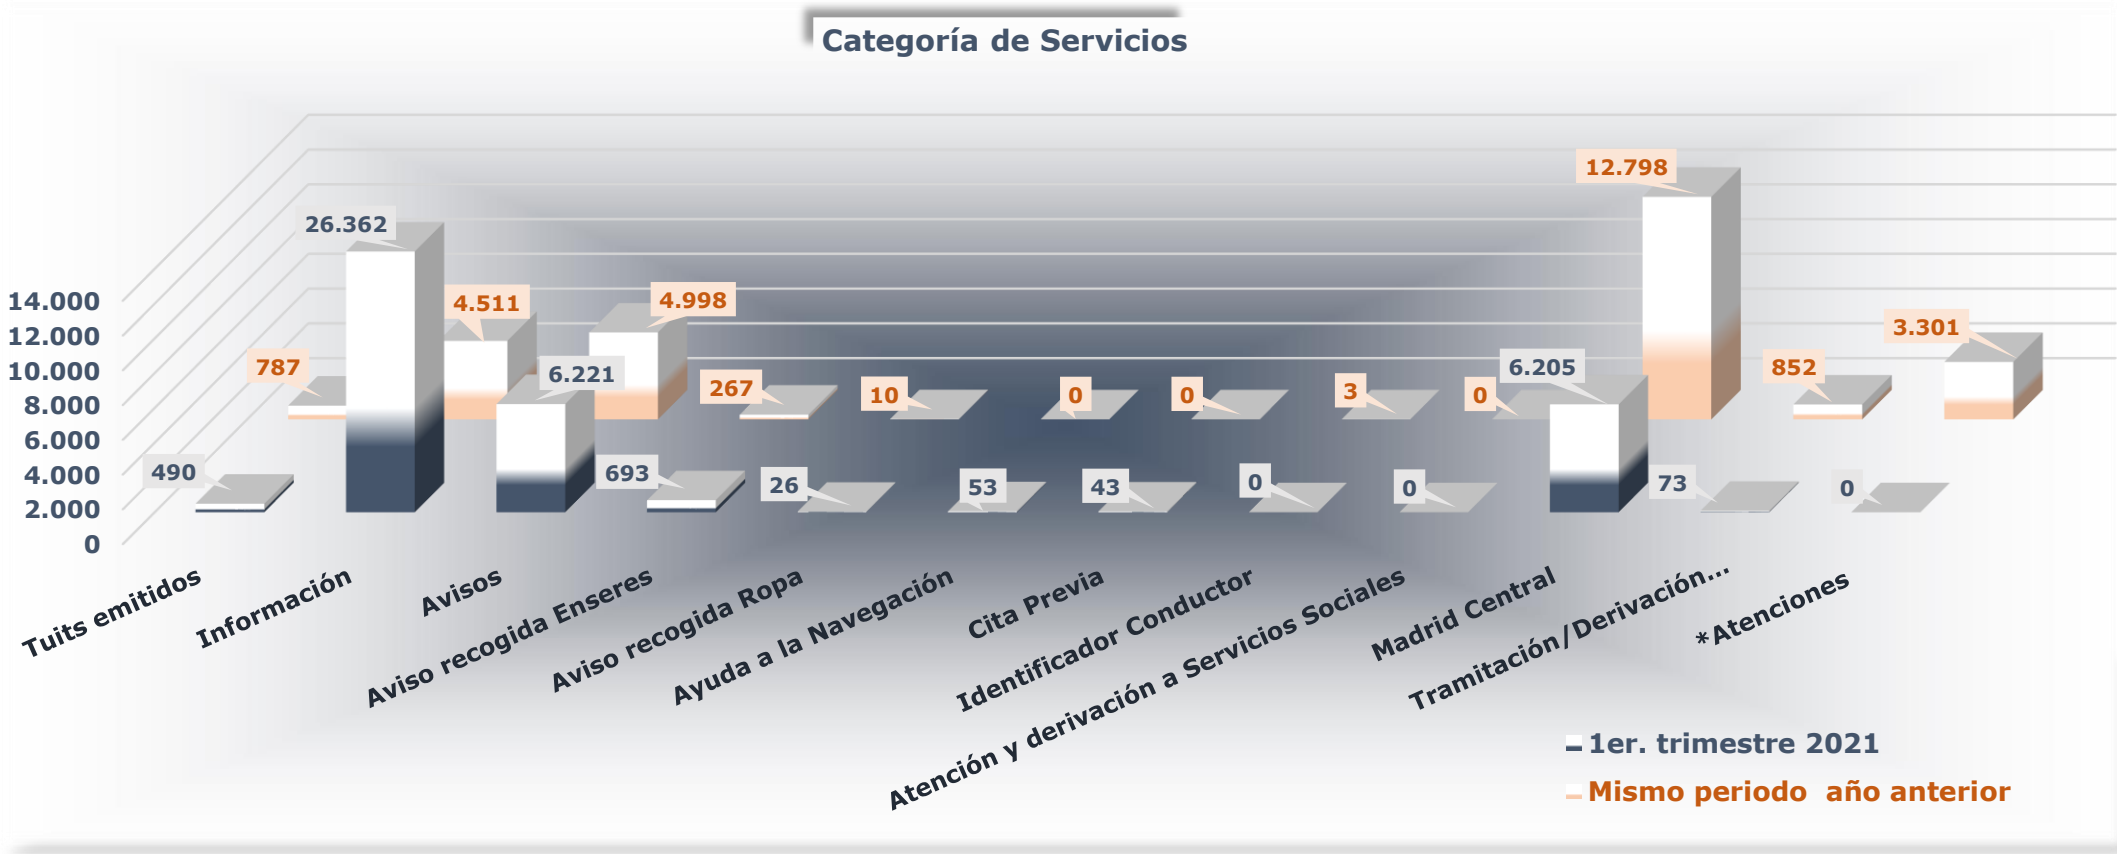 Categoría de Servicios
12.798
26.362
14.000
12.000
10.000
8.000
6.000
4.000
2.000
0
4.511
4.998
3.301
787
6.221
6.205
852
267
10
0
0
3
0
490
693
26
53
43
0
0
73
0
Tuits emitidos
Información
Avisos
Aviso recogida Enseres
Aviso recogida Ropa
Ayuda a la Navegación
Cita Previa
Identificador Conductor
Atención y derivación a Servicios Sociales
Madrid Central
Tramitación/Derivación...
*Atenciones
1er. trimestre 2021
Mismo periodo  año anterior